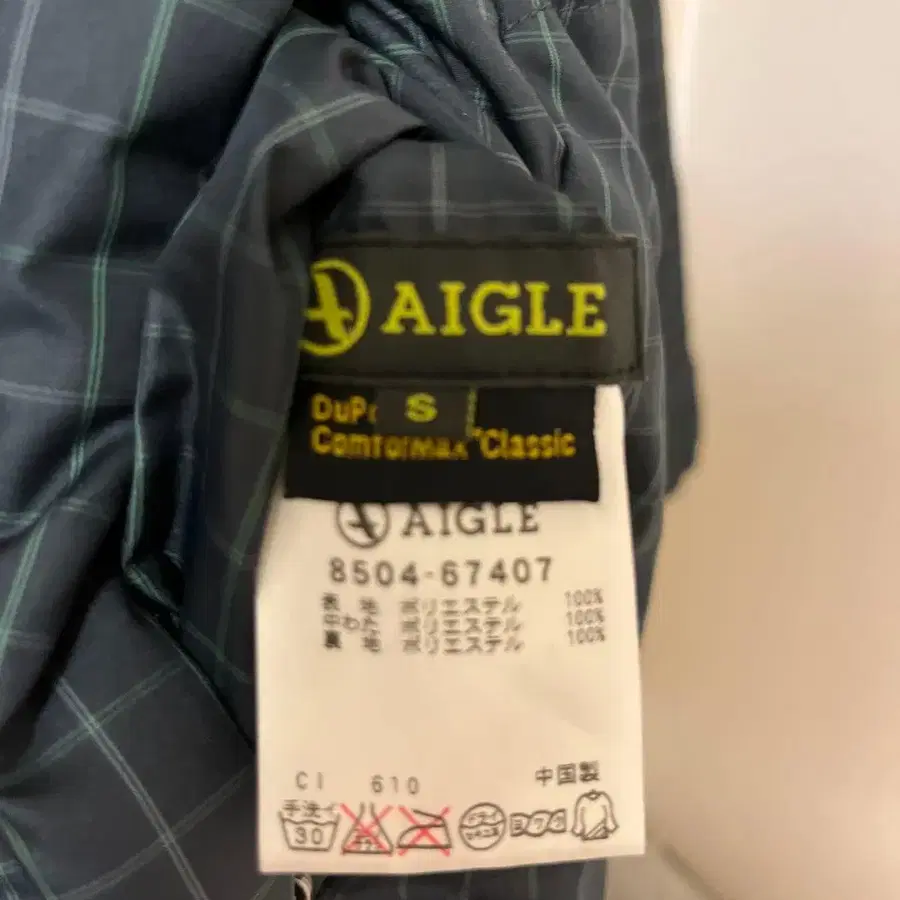 AIGLE
S
Classic
AIGLE
8504-67407
表 地 ポリエステル 100%
中わた ポリエステル 100%
裏 地 ポリエステル 100%
CI 610
中国製
手洗イ
30